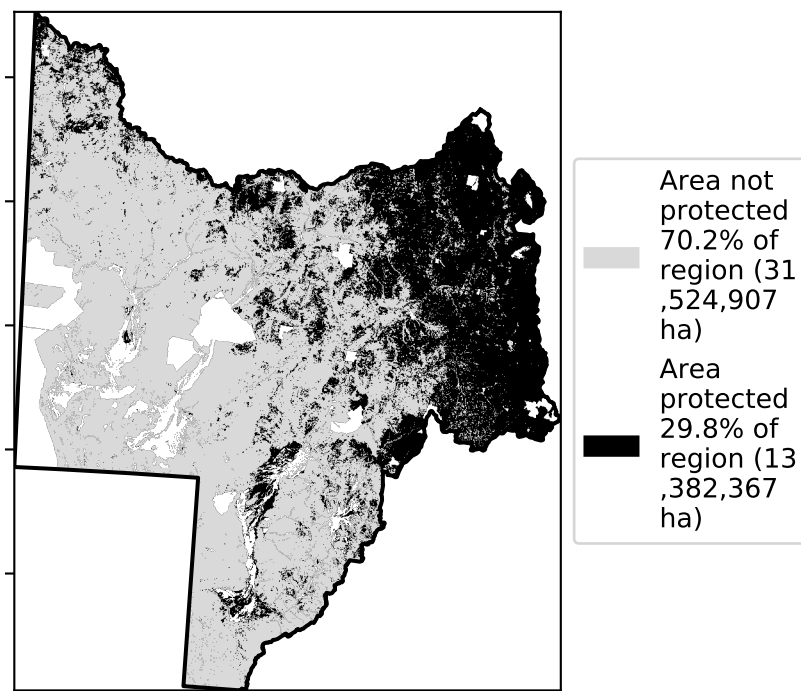 Area not
protected
70.2% of
region (31
,524,907
ha)
Area
protected
29.8% of
region (13
,382,367
ha)